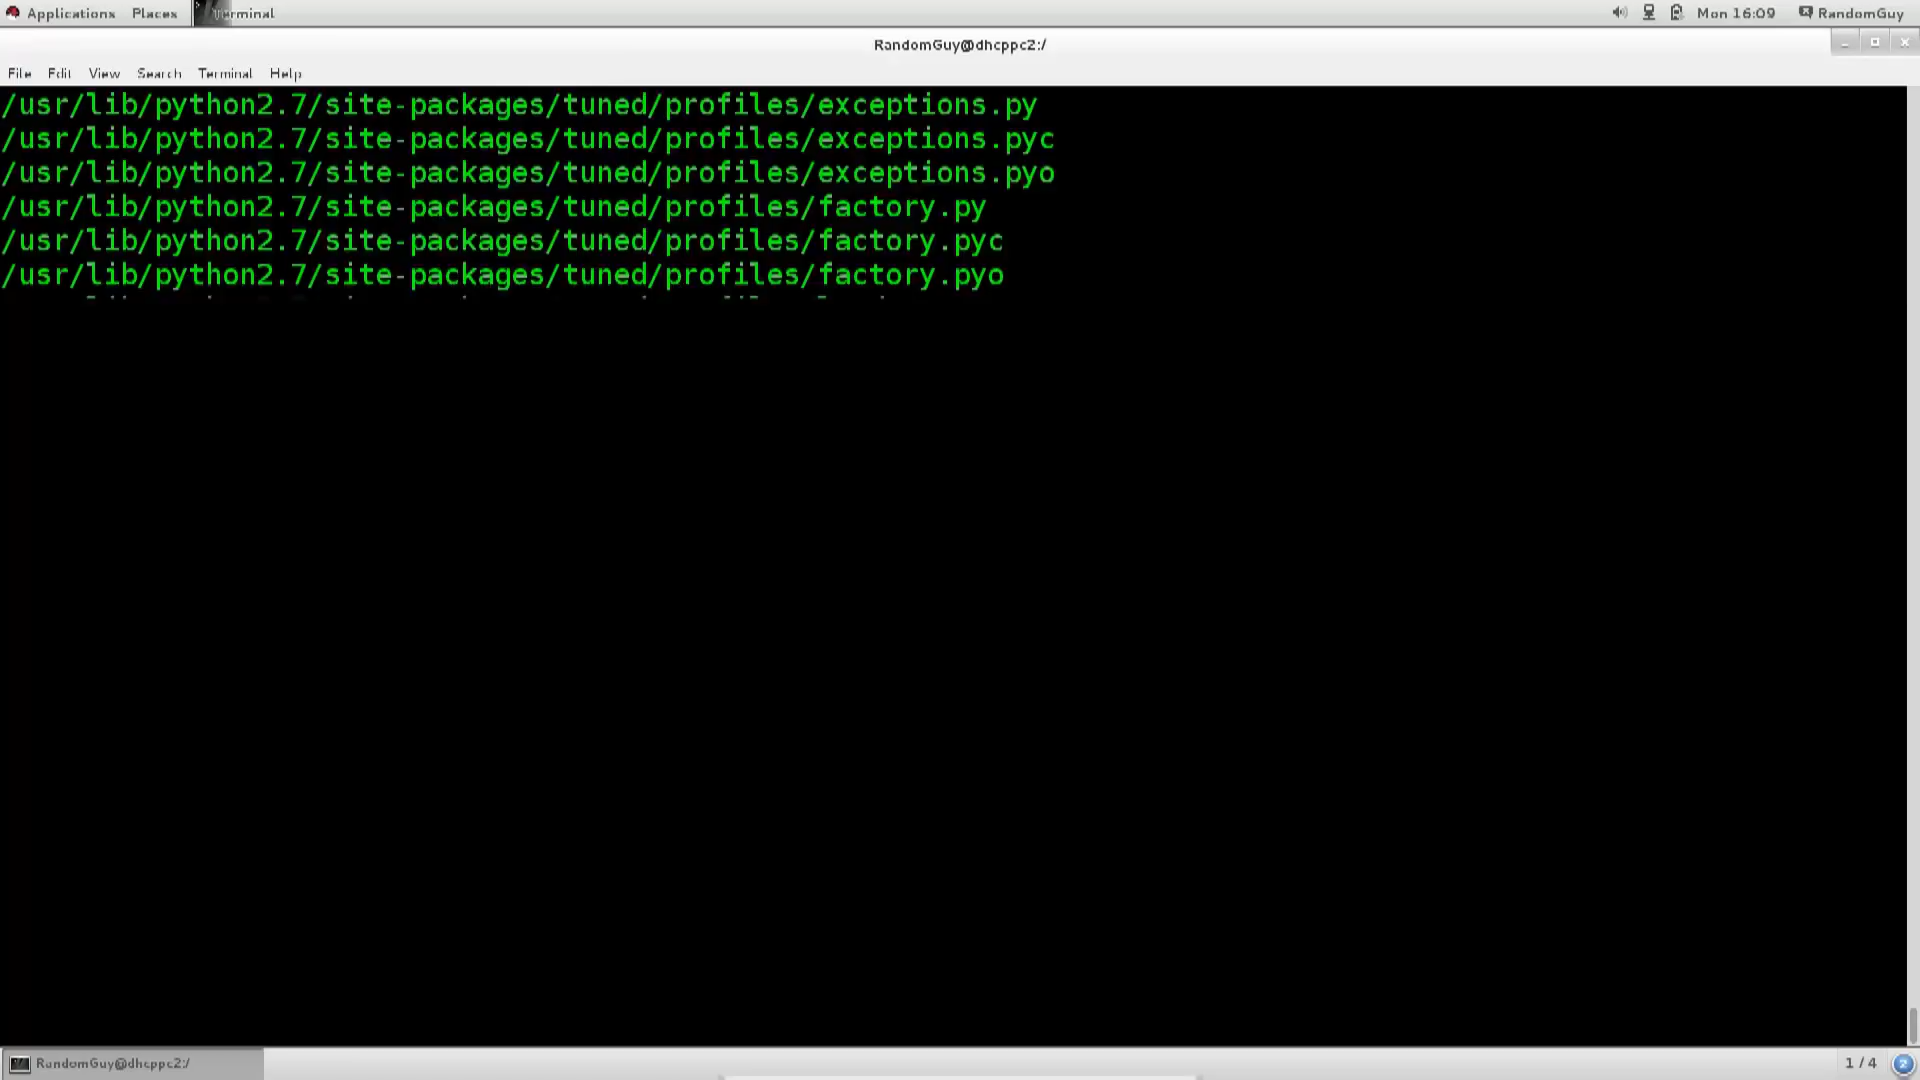 Applications Places Terminal Mon 16:09 RandomGuy
RandomGuy@dhcppc2:/
File Edit View Search Terminal Help
/usr/lib/python2.7/site-packages/tuned/profiles/exceptions.py
/usr/lib/python2.7/site-packages/tuned/profiles/exceptions.pyc
/usr/lib/python2.7/site-packages/tuned/profiles/exceptions.pyo
/usr/lib/python2.7/site-packages/tuned/profiles/factory.py
/usr/lib/python2.7/site-packages/tuned/profiles/factory.pyc
/usr/lib/python2.7/site-packages/tuned/profiles/factory.pyo
RandomGuy@dhcppc2:/ 1 / 4 2